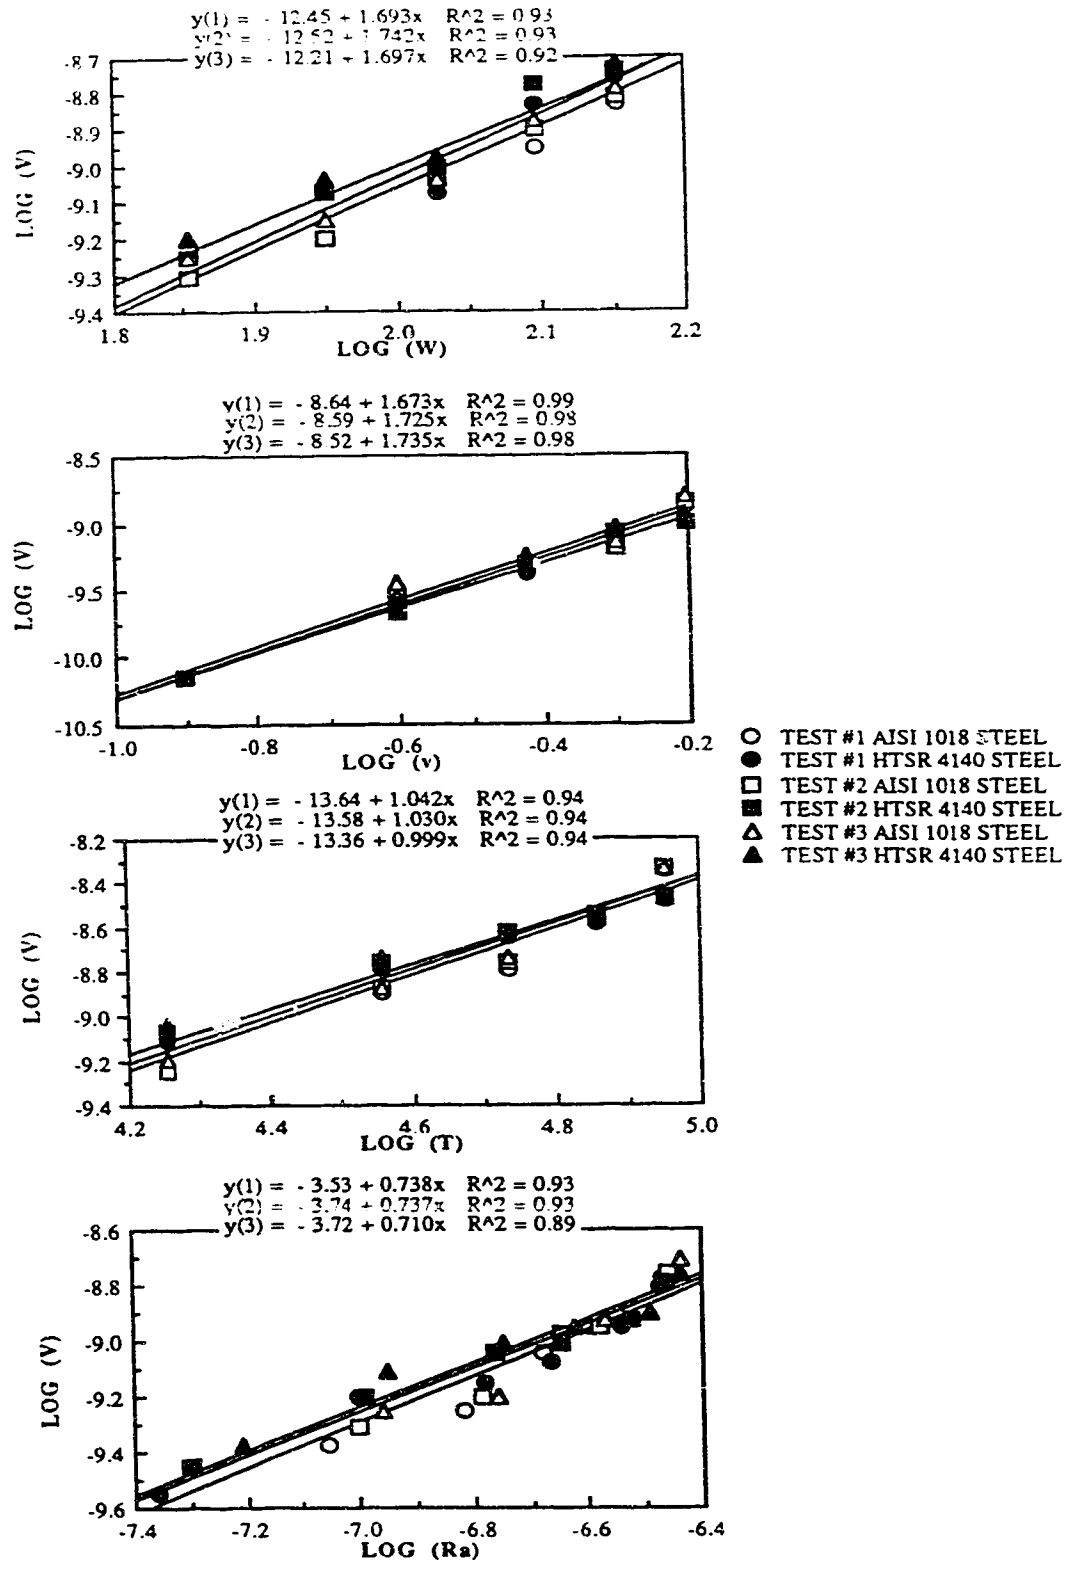 y(1) = - 12.45 + 1.693x R^2 = 0.93
y(2) = - 12.52 + 1.742x R^2 = 0.93
y(3) = - 12.21 + 1.697x R^2 = 0.92
-8.7
-8.8
-8.9
-9.0
-9.1
-9.2
-9.3
-9.4
LOG (V)
1.8 1.9 2.0 2.1 2.2
LOG (W)
y(1) = - 8.64 + 1.673x R^2 = 0.99
y(2) = - 8.59 + 1.725x R^2 = 0.98
y(3) = - 8.52 + 1.735x R^2 = 0.98
-8.5
-9.0
-9.5
-10.0
-10.5
LOG (V)
-1.0 -0.8 -0.6 -0.4 -0.2
LOG (v)
TEST #1 AISI 1018 STEEL
TEST #1 HTSR 4140 STEEL
TEST #2 AISI 1018 STEEL
TEST #2 HTSR 4140 STEEL
TEST #3 AISI 1018 STEEL
TEST #3 HTSR 4140 STEEL
y(1) = - 13.64 + 1.042x R^2 = 0.94
y(2) = - 13.58 + 1.030x R^2 = 0.94
y(3) = - 13.36 + 0.999x R^2 = 0.94
-8.2
-8.4
-8.6
-8.8
-9.0
-9.2
-9.4
LOG (V)
4.2 4.4 4.6 4.8 5.0
LOG (T)
y(1) = - 3.53 + 0.738x R^2 = 0.93
y(2) = - 3.74 + 0.737x R^2 = 0.93
y(3) = - 3.72 + 0.710x R^2 = 0.89
-8.6
-8.8
-9.0
-9.2
-9.4
-9.6
LOG (V)
-7.4 -7.2 -7.0 -6.8 -6.6 -6.4
LOG (Ra)